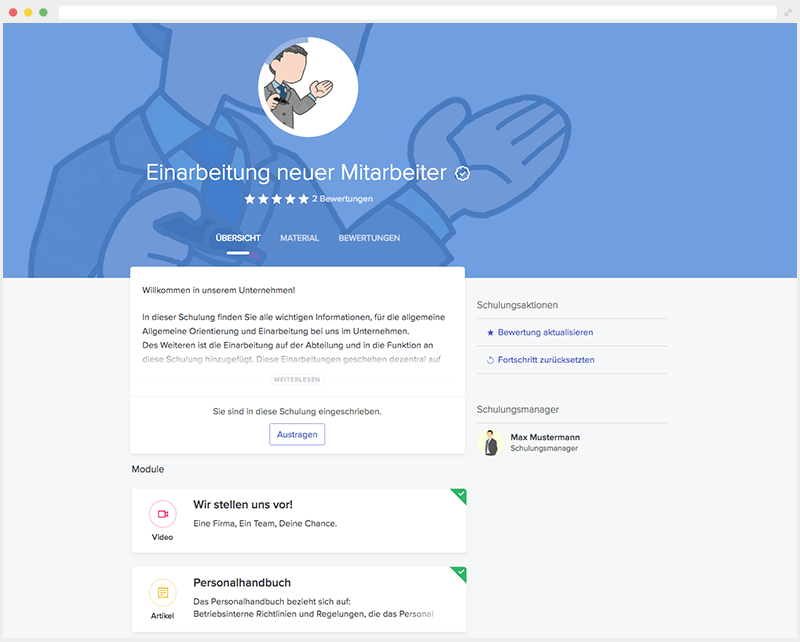 Einarbeitung neuer Mitarbeiter
2 Bewertungen
ÜBERSICHT MATERIAL BEWERTUNGEN
Willkommen in unserem Unternehmen!
In dieser Schulung finden Sie alle wichtigen Informationen, für die allgemeine
Allgemeine Orientierung und Einarbeitung bei uns im Unternehmen.
Des Weiteren ist die Einarbeitung auf der Abteilung und in die Funktion an
diese Schulung hinzugefügt. Diese Einarbeitungen geschehen dezentral auf
WEITERLESEN
Sie sind in diese Schulung eingeschrieben.
Austragen
Schulungsaktionen
Bewertung aktualisieren
Fortschritt zurücksetzten
Schulungsmanager
Max Mustermann
Schulungsmanager
Module
Wir stellen uns vor!
Eine Firma, Ein Team, Deine Chance.
Video
Personalhandbuch
Das Personalhandbuch bezieht sich auf:
Betriebsinterne Richtlinien und Regelungen, die das Personal
Artikel